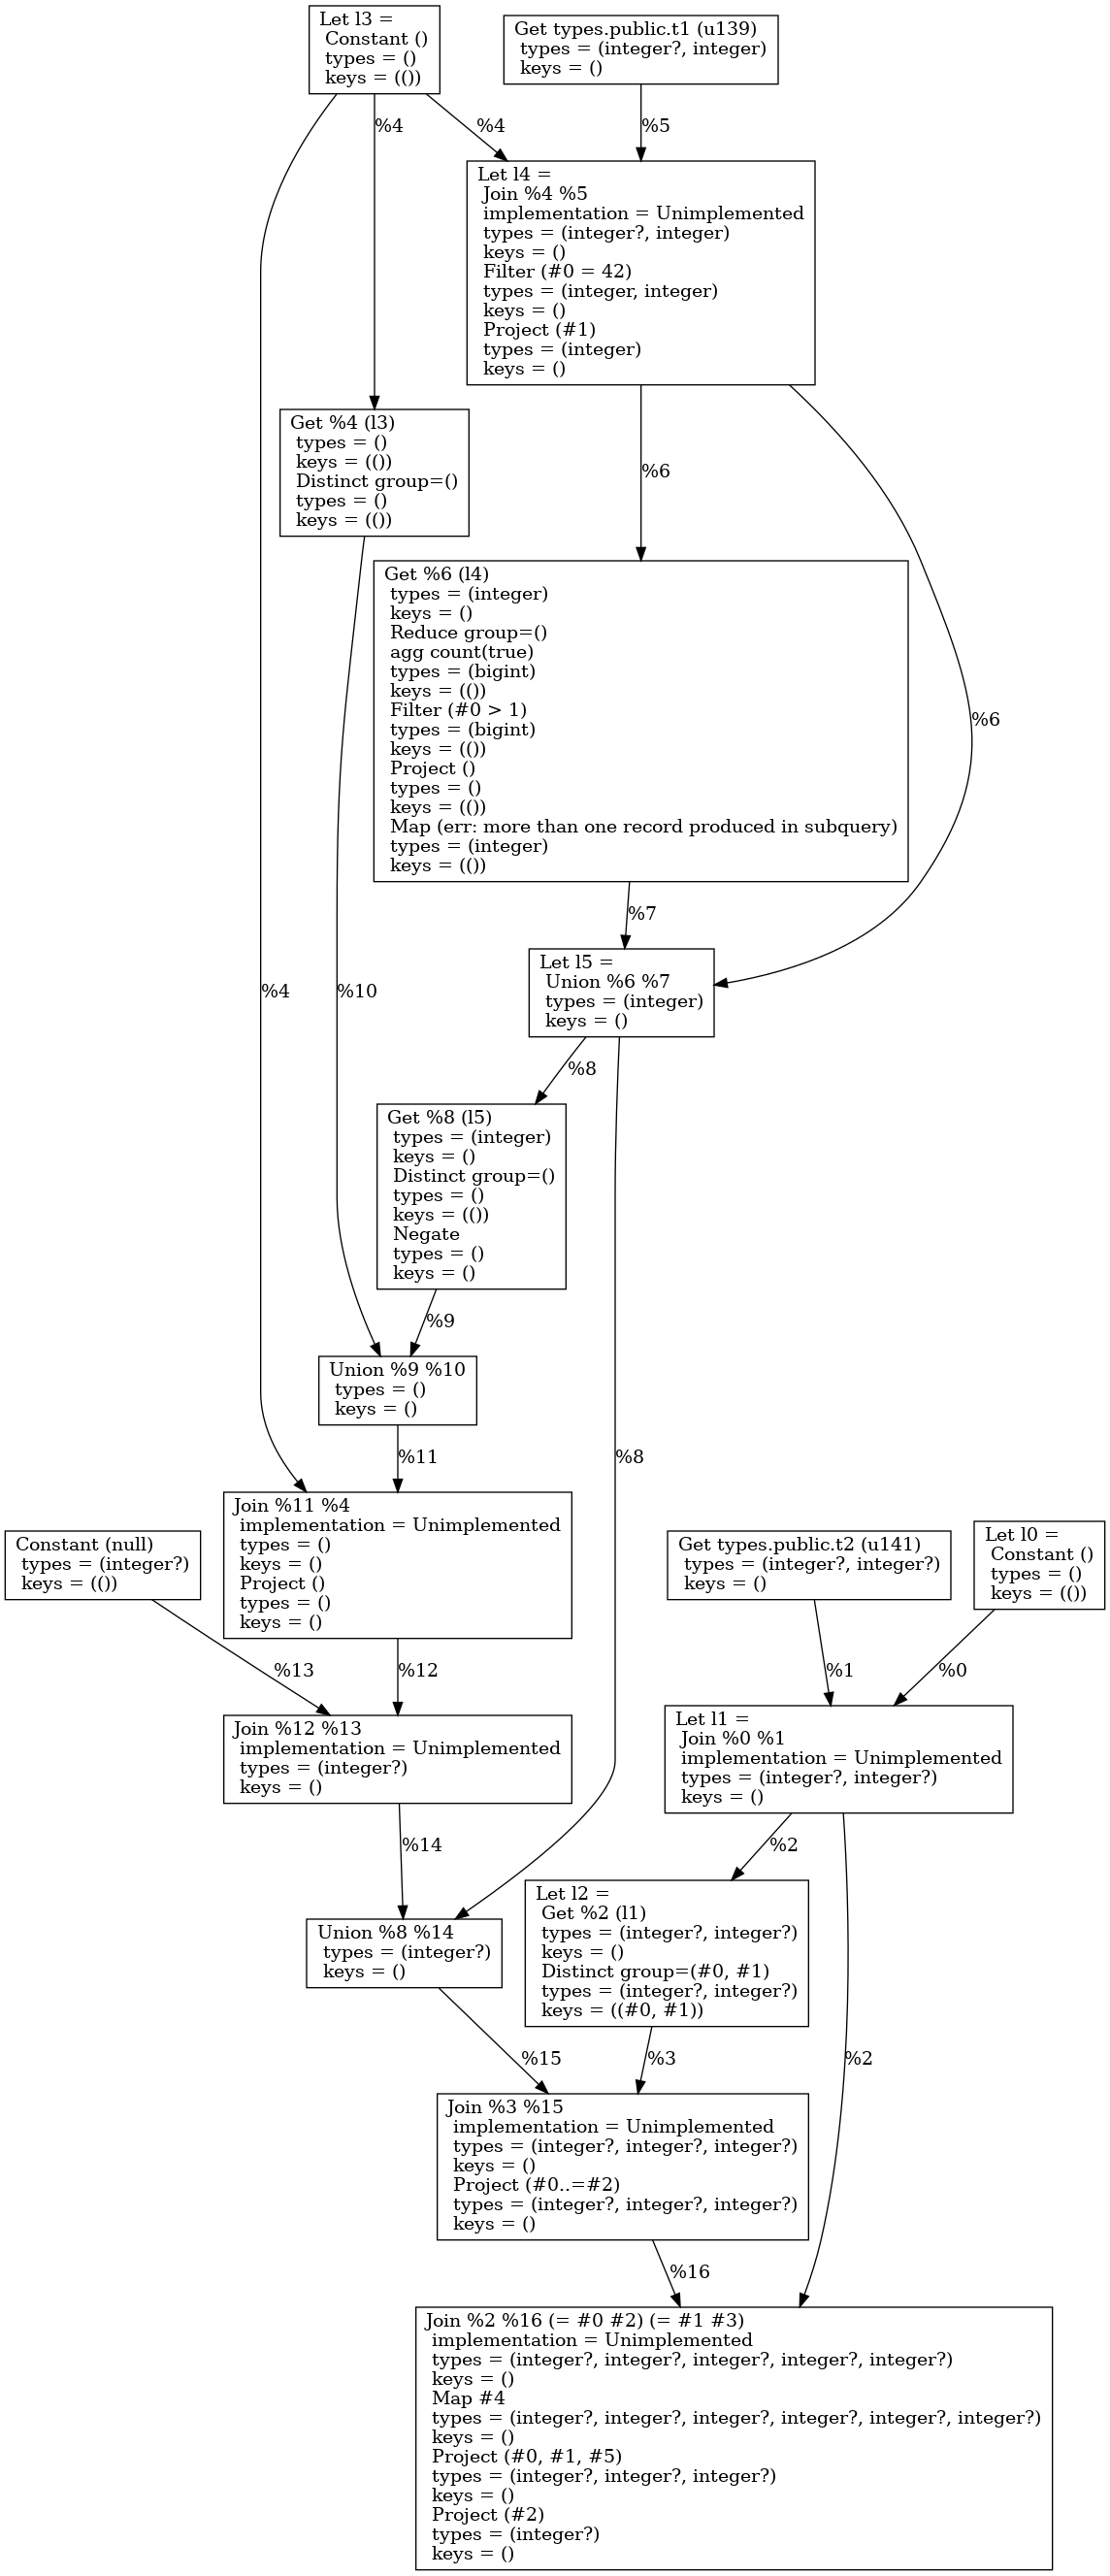 Let l3 =
Constant ()
types = ()
keys = (())
Get types.public.t1 (u139)
types = (integer?, integer)
keys = ()
%4
%4
%5
Let l4 =
Join %4 %5
implementation = Unimplemented
types = (integer?, integer)
keys = ()
Filter (#0 = 42)
types = (integer, integer)
keys = ()
Project (#1)
types = (integer)
keys = ()
Get %4 (l3)
types = ()
keys = (())
Distinct group=()
types = ()
keys = (())
%6
Get %6 (l4)
types = (integer)
keys = ()
Reduce group=()
agg count(true)
types = (bigint)
keys = (())
Filter (#0 > 1)
types = (bigint)
keys = (())
Project ()
types = ()
keys = (())
Map (err: more than one record produced in subquery)
types = (integer)
keys = (())
%6
%7
Let l5 =
Union %6 %7
types = (integer)
keys = ()
%4
%10
%8
Get %8 (l5)
types = (integer)
keys = ()
Distinct group=()
types = ()
keys = (())
Negate
types = ()
keys = ()
%9
Union %9 %10
types = ()
keys = ()
%11
%8
Join %11 %4
implementation = Unimplemented
types = ()
keys = ()
Project ()
types = ()
keys = ()
Constant (null)
types = (integer?)
keys = (())
Get types.public.t2 (u141)
types = (integer?, integer?)
keys = ()
Let l0 =
Constant ()
types = ()
keys = (())
%13
%12
%1
%0
Join %12 %13
implementation = Unimplemented
types = (integer?)
keys = ()
Let l1 =
Join %0 %1
implementation = Unimplemented
types = (integer?, integer?)
keys = ()
%14
%2
Union %8 %14
types = (integer?)
keys = ()
Let l2 =
Get %2 (l1)
types = (integer?, integer?)
keys = ()
Distinct group=(#0, #1)
types = (integer?, integer?)
keys = ((#0, #1))
%15
%3
%2
Join %3 %15
implementation = Unimplemented
types = (integer?, integer?, integer?)
keys = ()
Project (#0..=#2)
types = (integer?, integer?, integer?)
keys = ()
%16
Join %2 %16 (= #0 #2) (= #1 #3)
implementation = Unimplemented
types = (integer?, integer?, integer?, integer?, integer?)
keys = ()
Map #4
types = (integer?, integer?, integer?, integer?, integer?, integer?)
keys = ()
Project (#0, #1, #5)
types = (integer?, integer?, integer?)
keys = ()
Project (#2)
types = (integer?)
keys = ()